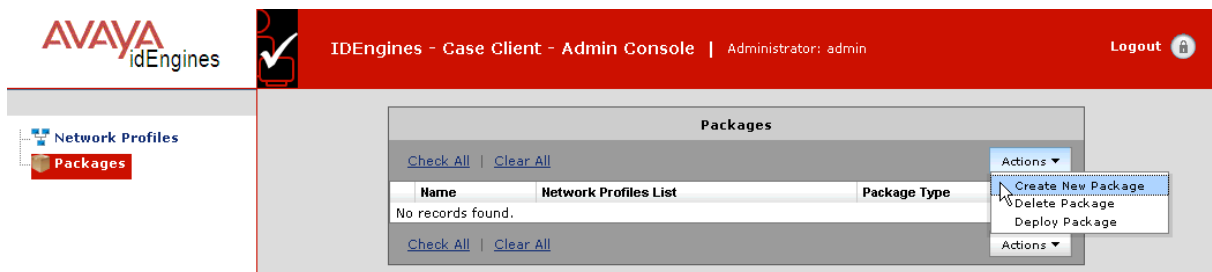 AVAYA
idEngines
IDEngines - Case Client - Admin Console | Administrator: admin
Logout
Network Profiles
Packages
Packages
Check All | Clear All
Actions
Name Network Profiles List Package Type
No records found.
Create New Package
Delete Package
Deploy Package
Check All | Clear All
Actions